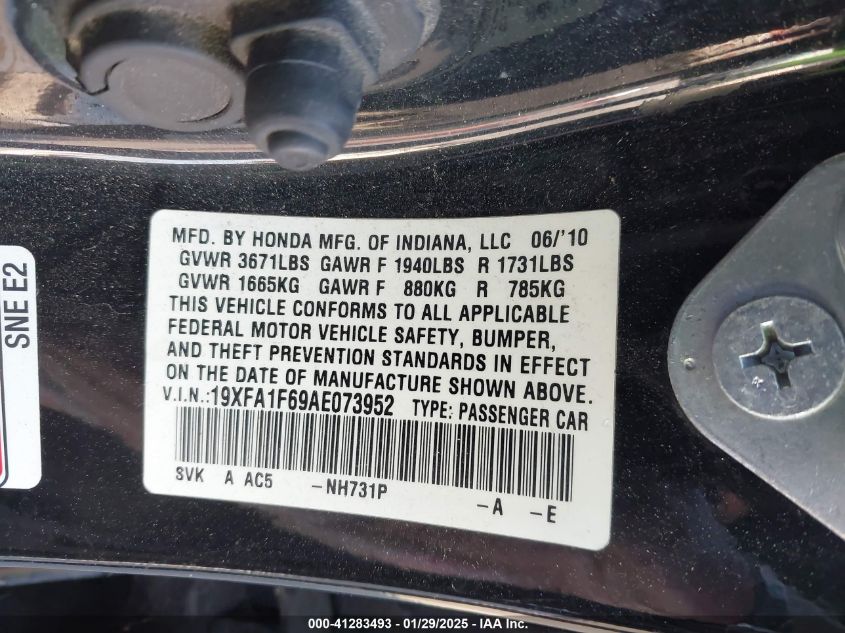 MFD. BY HONDA MFG. OF INDIANA, LLC 06/'10
GVWR 3671LBS GAWR F 1940LBS R 1731LBS
GVWR 1665KG GAWR F 880KG R 785KG
THIS VEHICLE CONFORMS TO ALL APPLICABLE
FEDERAL MOTOR VEHICLE SAFETY, BUMPER,
AND THEFT PREVENTION STANDARDS IN EFFECT
ON THE DATE OF MANUFACTURE SHOWN ABOVE.
V.I.N.:19XFA1F69AE073952 TYPE: PASSENGER CAR
SVK A AC5 -NH731P -A -E
SNE E2
000-41283493 - 01/29/2025 - IAA Inc.